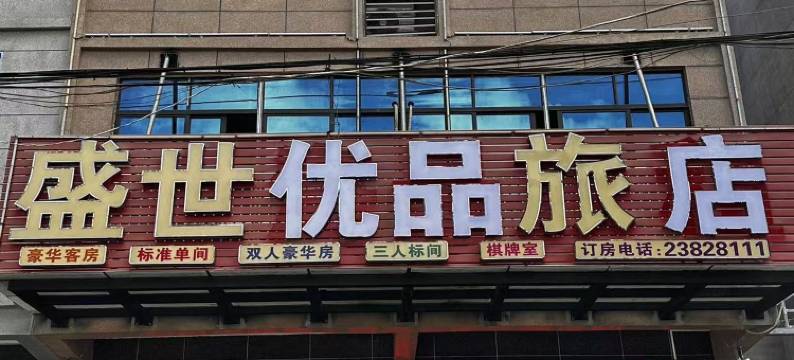 盛世优品旅店
豪华客房 标准单间 双人豪华房 三人标间 棋牌室 订房电话:23828111